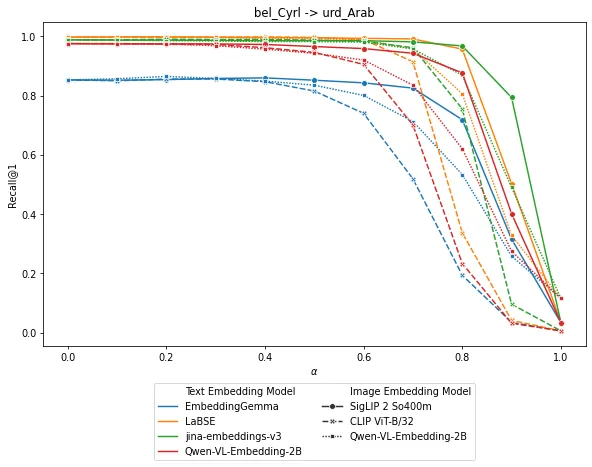 bel_Cyrl -> urd_Arab
1.0
0.8
0.6
0.4
0.2
0.0
Recall@1
0.0 0.2 0.4 0.6 0.8 1.0
α
Text Embedding Model
EmbeddingGemma
LaBSE
jina-embeddings-v3
Qwen-VL-Embedding-2B
Image Embedding Model
SigLIP 2 So400m
CLIP ViT-B/32
Qwen-VL-Embedding-2B